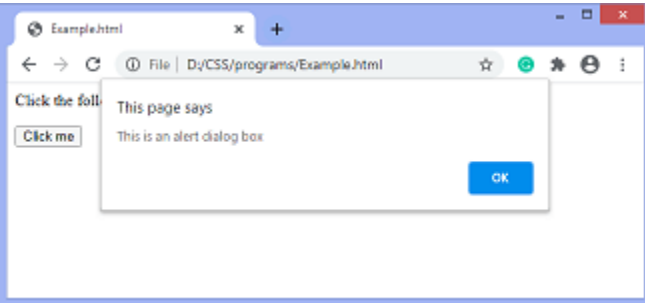 Example.html
File | D:/CSS/programs/Example.html
Click the foll
This page says
Click me
This is an alert dialog box
OK